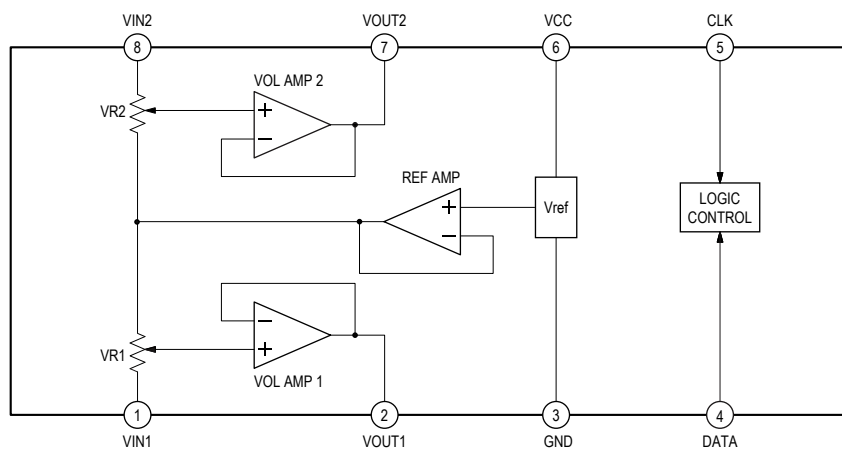 VIN2 VOUT2 VCC CLK
8 7 6 5
VOL AMP 2
VR2 +
−
REF AMP
+ Vref LOGIC
− CONTROL
−
VR1 +
VOL AMP 1
1 2 3 4
VIN1 VOUT1 GND DATA